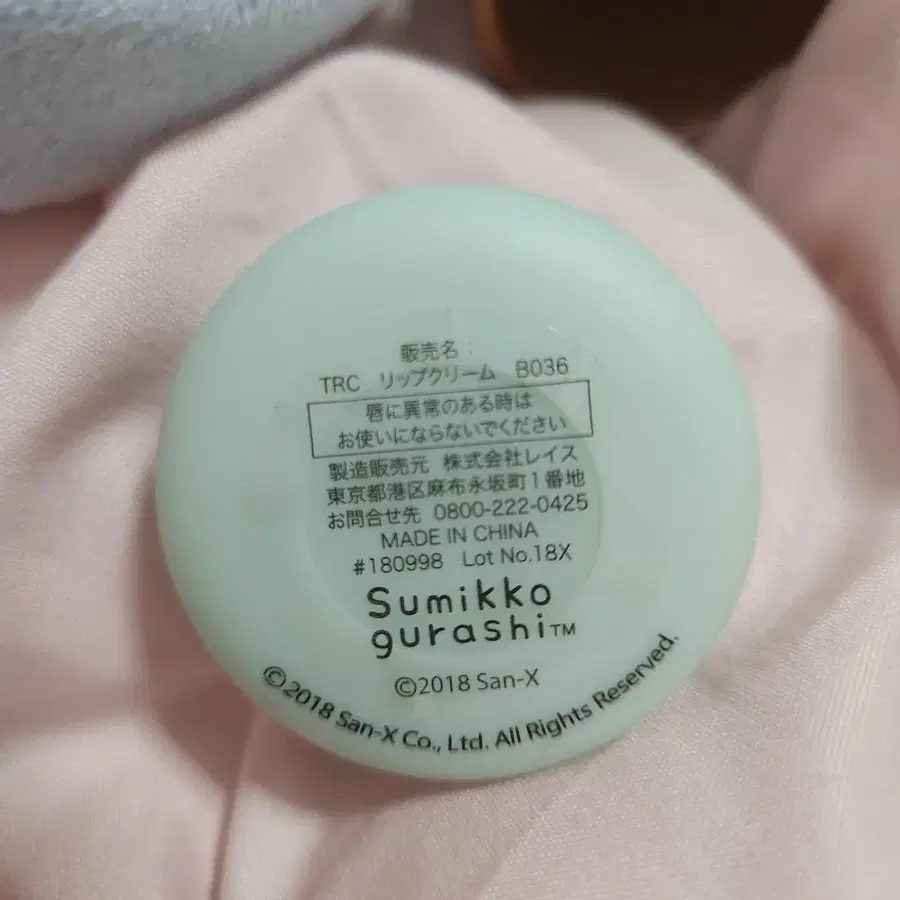 販売名：
TRC リップクリーム B036
唇に異常のある時は
お使いにならないでください
製造販売元 株式会社レイス
東京都港区麻布永坂町1番地
お問合せ先 0800-222-0425
MADE IN CHINA
#180998 Lot No.18X
Sumikko
gurashi™
©2018 San-X
©2018 San-X Co., Ltd. All Rights Reserved.